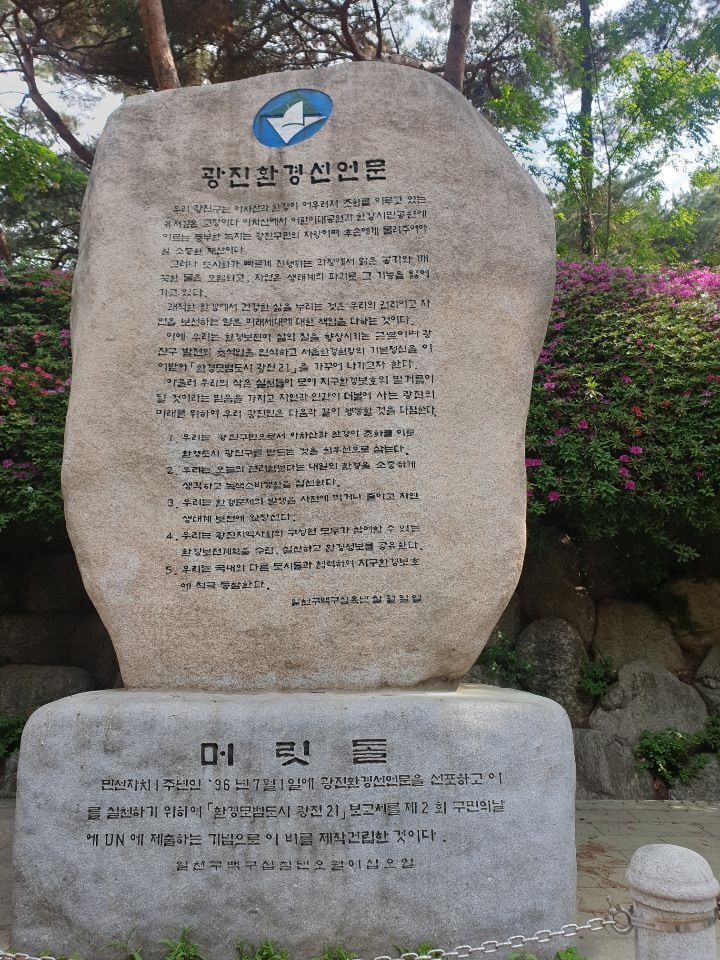 광진환경선언문
우리 광진구는 아차산과 한강이 어우러져 조화를 이루고 있는
유서깊은 고장이다 아차산에서 어린이대공원과 한강시민공원에
이르는 풍부한 녹지는 광진구민의 자랑이며 후손에게 물려주어야
할 소중한 재산이다.
그러나 도시화가 빠르게 진행되는 과정에서 맑은 공기와 깨
끗한 물은 오염되고, 자연은 생태계의 파괴로 그 기능을 잃어
가고 있다.
쾌적한 환경에서 건강한 삶을 누리는 것은 우리의 권리이고 자
연을 보전하는 일은 미래세대에 대한 책임을 다하는 것이다.
이에 우리는 환경보전이 삶의 질을 향상시키는 근본이며 광
진구 발전의 초석임을 인식하고 서울환경헌장의 기본정신을 이
어받아 「환경모범도시 광진 21」을 가꾸어 나가고자 한다.
아울러 우리의 작은 실천들이 모여 지구환경보호의 밑거름이
될 것이라는 믿음을 가지고 자연과 인간이 더불어 사는 광진의
미래를 위하여 우리 광진인은 다음과 같이 행동할 것을 다짐한다.
1. 우리는 광진구민으로서 아차산과 한강이 조화를 이룬
환경도시 광진구를 만드는 것을 최우선으로 삼는다.
2. 우리는 오늘의 편리함보다는 내일의 환경을 소중하게
생각하고 녹색소비생활을 실천한다.
3. 우리는 환경문제의 발생을 사전에 막거나 줄이고 자연
생태계 보전에 앞장선다.
4. 우리는 광진지역사회의 구성원 모두가 참여할 수 있는
환경보전계획을 수립, 실천하고 환경정보를 공유한다.
5. 우리는 국내외 다른 도시들과 협력하여 지구환경보호
에 적극 동참한다.
일천구백구십육년 칠월일일
머릿돌
민선자치 1주년인 '96년 7월 1일에 광진환경선언문을 선포하고 이
를 실천하기 위하여 「환경모범도시 광진 21」 보고서를 제2회 구민의날
에 UN에 제출하는 기념으로 이 비를 제작건립한 것이다.
일천구백구십칠년오월이십오일